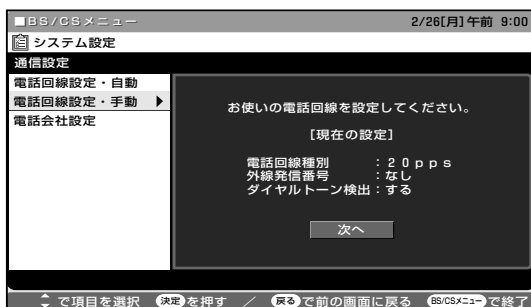 ■BS/CSメニュー 2/26[月]午前 9:00
システム設定
通信設定
電話回線設定・自動
電話回線設定・手動 ▶
電話会社設定
お使いの電話回線を設定してください。
[現在の設定]
電話回線種別 :20pps
外線発信番号 :なし
ダイヤルトーン検出:する
次へ
で項目を選択 決定を押す / 戻るで前の画面に戻る BS/CSメニューで終了